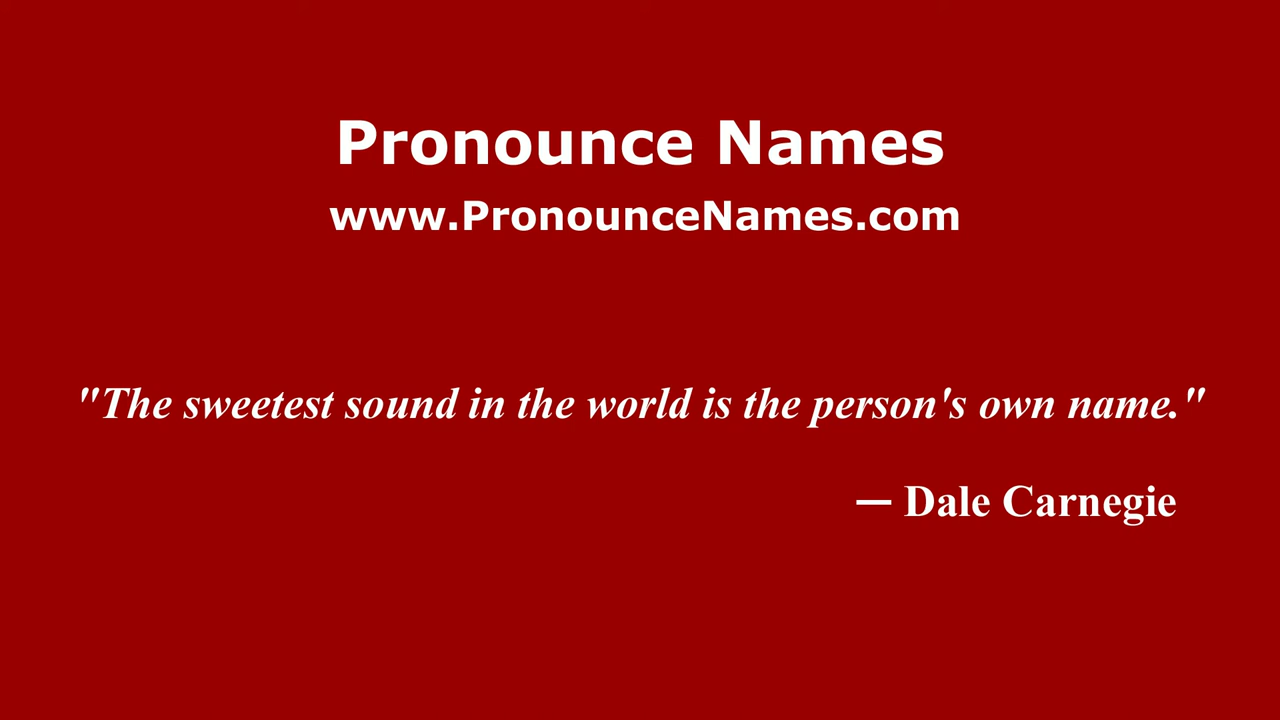 Pronounce Names
www.PronounceNames.com
"The sweetest sound in the world is the person's own name."
— Dale Carnegie